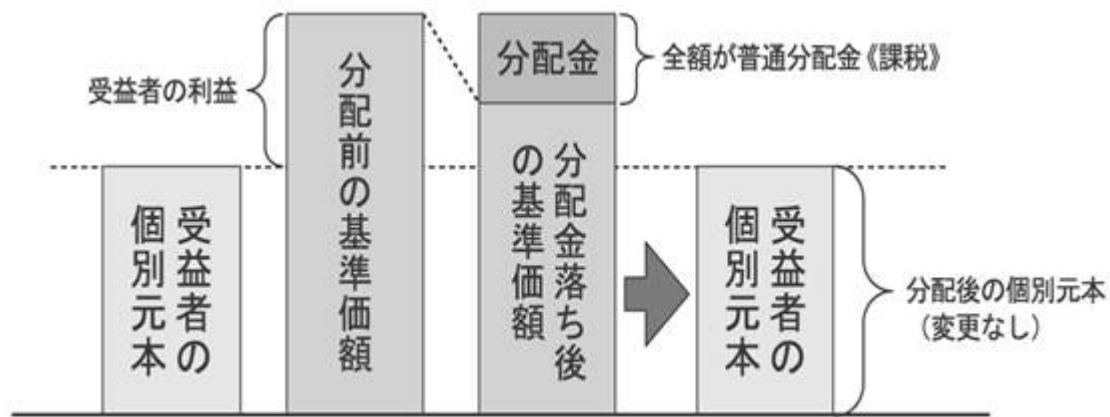 受益者の利益
受益者の
個別元本
分配前の基準価額
分配金
全額が普通分配金《課税》
分配金落ち後
の基準価額
受益者の
個別元本
分配後の個別元本
（変更なし）